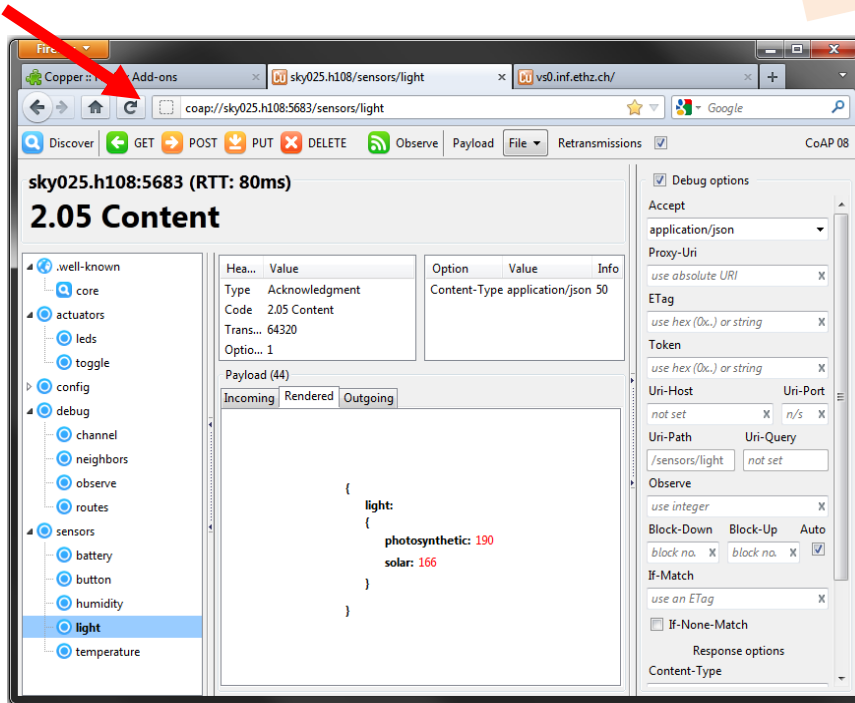 Copper :: Add-ons
sky025.h108/sensors/light
vs0.inf.ethz.ch/
coap://sky025.h108:5683/sensors/light
Google
Discover GET POST PUT DELETE Observe Payload File Retransmissions CoAP 08
sky025.h108:5683 (RTT: 80ms)
2.05 Content
.well-known
core
actuators
leds
toggle
config
debug
channel
neighbors
observe
routes
sensors
battery
button
humidity
light
temperature
Hea... Value
Type Acknowledgment
Code 2.05 Content
Trans... 64320
Optio... 1
Option Value Info
Content-Type application/json 50
Payload (44)
Incoming Rendered Outgoing
{
light:
{
photosynthetic: 190
solar: 166
}
}
Debug options
Accept
application/json
Proxy-Uri
use absolute URI X
ETag
use hex (0x..) or string X
Token
use hex (0x..) or string X
Uri-Host Uri-Port
not set X n/s X
Uri-Path Uri-Query
/sensors/light not set
Observe
use integer X
Block-Down Block-Up Auto
block no. X block no. X
If-Match
use an ETag X
If-None-Match
Response options
Content-Type